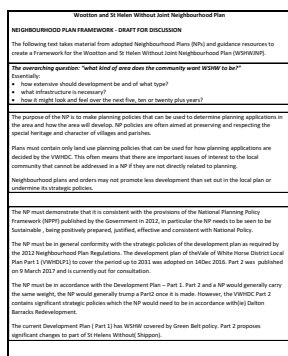 Wootton and St Helen Without Joint Neighbourhood Plan
NEIGHBOURHOOD PLAN FRAMEWORK - DRAFT FOR DISCUSSION
The following text takes material from adopted Neighbourhood Plans (NPs) and guidance resources to
create a Framework for the Wootton and St Helen Without Joint Neighbourhood Plan (WSHWJNP).
The overarching question: "what kind of area does the community want WSHW to be?"
Essentially:
• how extensive should development be and of what type?
• what infrastructure is necessary?
• how it might look and feel over the next five, ten or twenty plus years?
The purpose of the NP is to make planning policies that can be used to determine planning applications in
the area and how the area will develop. NP policies are often aimed at preserving and respecting the
special heritage and character of villages and parishes.
Plans must contain only land use planning policies that can be used for how planning applications are
decided by the VWHDC. This often means that there are important issues of interest to the local
community that cannot be addressed in a NP if they are not directly related to planning.
Neighbourhood plans and orders may not promote less development than set out in the local plan or
undermine its strategic policies.
The NP must demonstrate that it is consistent with the provisions of the National Planning Policy
Framework (NPPF) published by the Government in 2012, in particular the NP needs to be seen to be
Sustainable , being positively prepared, justified, effective and consistent with National Policy.
The NP must be in general conformity with the strategic policies of the development plan as required by
the 2012 Neighbourhood Plan Regulations. The development plan of theVale of White Horse District Local
Plan Part 1 (VWHDLP1) to cover the period up to 2031 was adopted on 14Dec 2016. Part 2 was published
on 9 March 2017 and is currently out for consultation.
The NP must be in accordance with the Development Plan – Part 1. Part 2 and a NP would generally carry
the same weight, the NP would generally trump a Part2 once it is made. However, the VWHDC Part 2
contains significant strategic policies which the NP would need to be in accordance with[ie] Dalton
Barracks Redevelopment.
The current Development Plan ( Part 1) has WSHW covered by Green Belt policy. Part 2 proposes
significant changes to part of St Helens Without( Shippon).